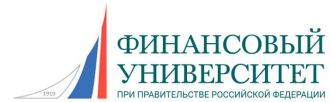 1919
ФИНАНСОВЫЙ
УНИВЕРСИТЕТ
ПРИ ПРАВИТЕЛЬСТВЕ РОССИЙСКОЙ ФЕДЕРАЦИИ